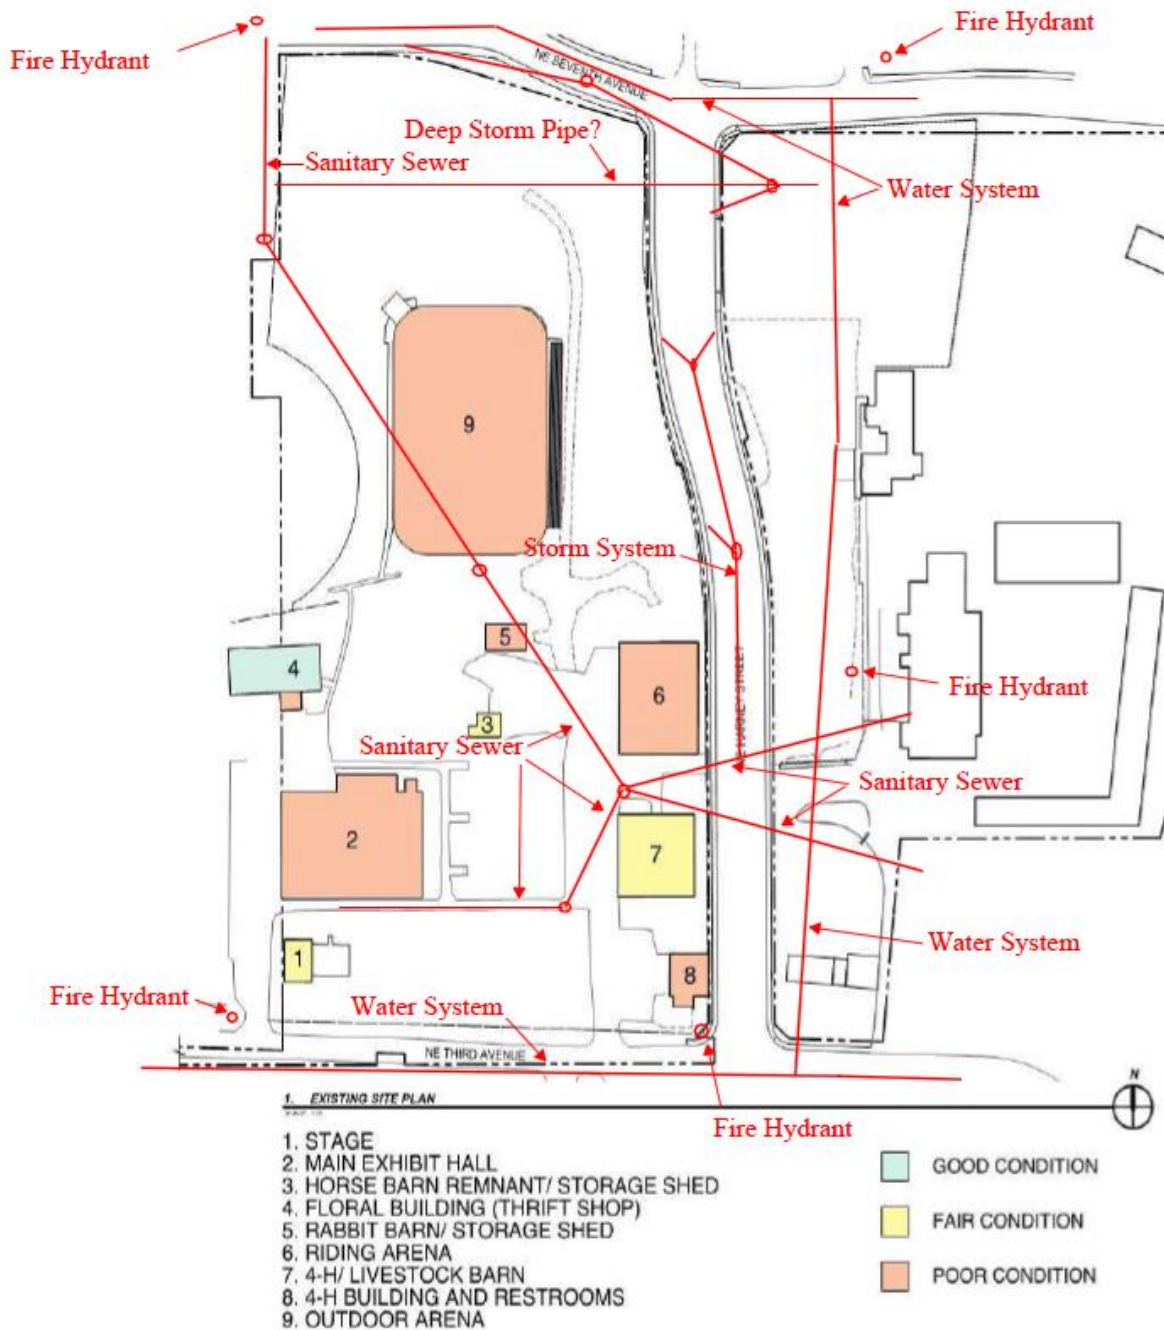 Fire Hydrant
Fire Hydrant
NE SEVENTH AVENUE
Deep Storm Pipe?
Sanitary Sewer
Water System
9
Storm System
5
4
6
Fire Hydrant
3
Sanitary Sewer
STREET
Sanitary Sewer
2
7
Water System
1
8
Fire Hydrant
Water System
NE THIRD AVENUE
N
1. EXISTING SITE PLAN
Fire Hydrant
1. STAGE
2. MAIN EXHIBIT HALL
3. HORSE BARN REMNANT/ STORAGE SHED
4. FLORAL BUILDING (THRIFT SHOP)
5. RABBIT BARN/ STORAGE SHED
6. RIDING ARENA
7. 4-H/ LIVESTOCK BARN
8. 4-H BUILDING AND RESTROOMS
9. OUTDOOR ARENA
GOOD CONDITION
FAIR CONDITION
POOR CONDITION